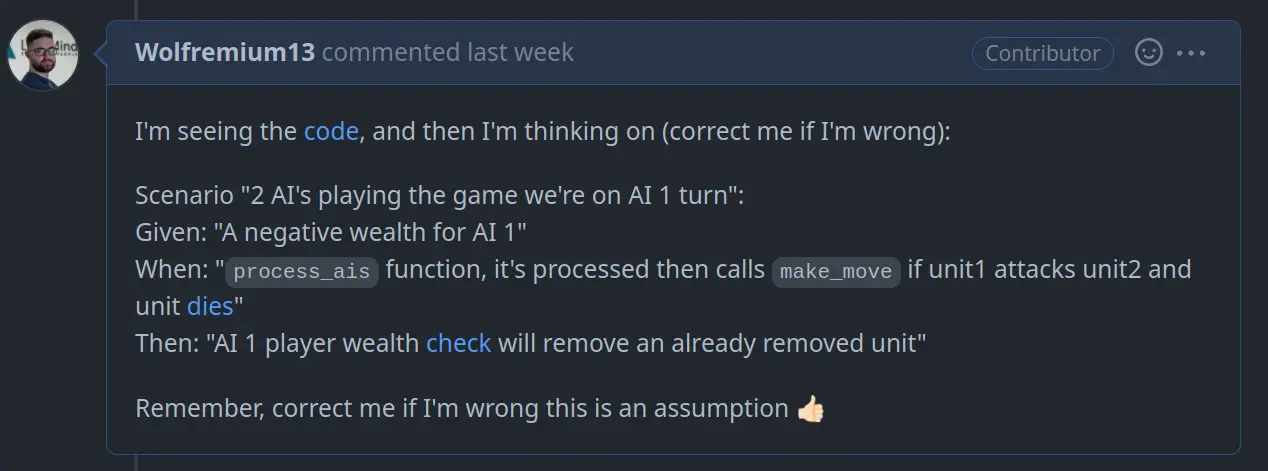 Wolfremium13 commented last week
Contributor
I'm seeing the code, and then I'm thinking on (correct me if I'm wrong):
Scenario "2 AI's playing the game we're on AI 1 turn":
Given: "A negative wealth for AI 1"
When: "process_ais function, it's processed then calls make_move if unit1 attacks unit2 and
unit dies"
Then: "AI 1 player wealth check will remove an already removed unit"
Remember, correct me if I'm wrong this is an assumption 👍🏻